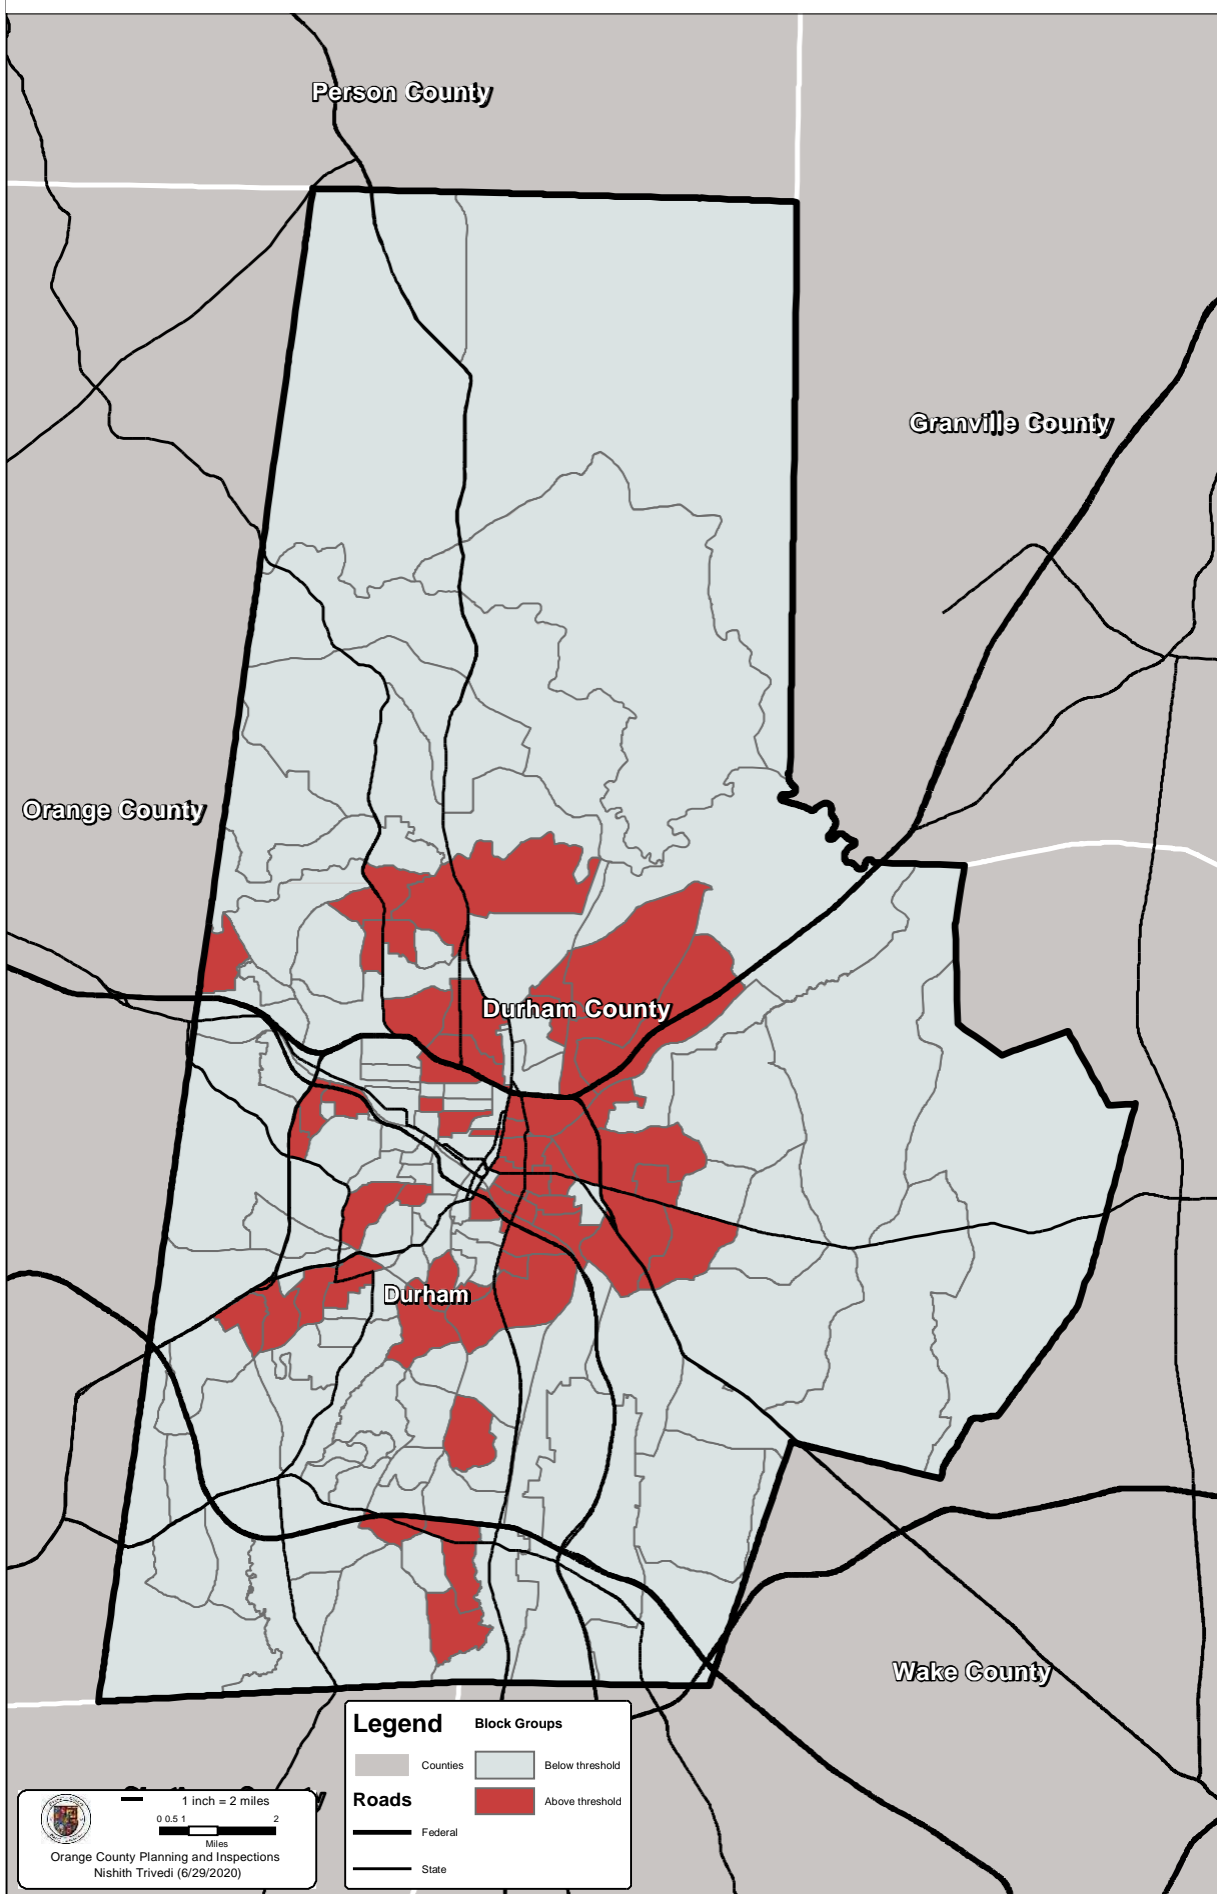 Person County
Granville County
Orange County
Durham County
Durham
Wake County
Legend
Block Groups
Counties
Below threshold
Roads
Above threshold
Federal
State
1 inch = 2 miles
0 0.5 1 2
Miles
Orange County Planning and Inspections
Nishith Trivedi (6/29/2020)